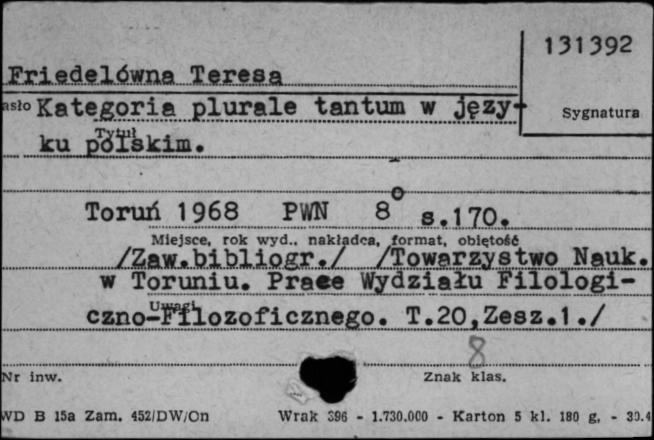 131392
Friedelówna Teresa
asło Kategoria plurale tantum w języ-
Sygnatura
Tytuł
ku polskim.
Toruń 1968 PWN 8° s.170.
Miejsce, rok wyd., nakładca, format, objętość
/Zaw.bibliogr./ /Towarzystwo Nauk.
w Toruniu. Prace Wydziału Filologi-
Uwagi
czno-Filozoficznego. T.20,Zesz.1./
8
Nr inw.
Znak klas.
WD B 15a Zam. 452/DW/On Wrak 396 - 1.730.000 - Karton 5 kl. 180 g. - 30.4